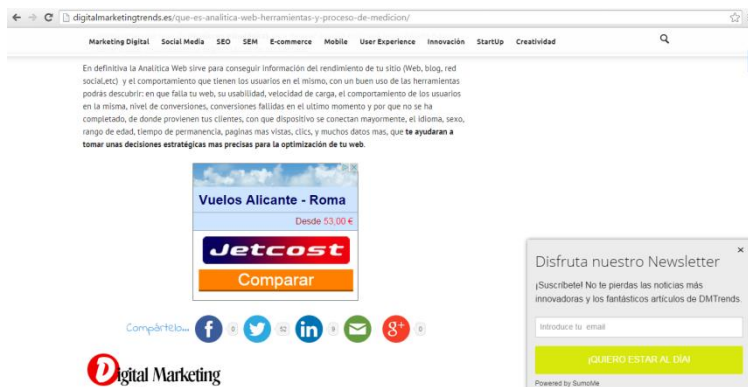 digitalmarketingtrends.es/que-es-analitica-web-herramientas-y-proceso-de-medicion/
Marketing Digital Social Media SEO SEM E-commerce Mobile User Experience Innovación StartUp Creatividad
En definitiva la Analítica Web sirve para conseguir información del rendimiento de tu sitio (Web, blog, red
social,etc) y el comportamiento que tienen los usuarios en el mismo, con un buen uso de las herramientas
podrás descubrir: en que falla tu web, su usabilidad, velocidad de carga, el comportamiento de los usuarios
en la misma, nivel de conversiones, conversiones fallidas en el ultimo momento y por que no se ha
completado, de donde provienen tus clientes, con que dispositivo se conectan mayormente, el idioma, sexo,
rango de edad, tiempo de permanencia, paginas mas vistas, clics, y muchos datos mas, que te ayudaran a
tomar unas decisiones estratégicas mas precisas para la optimización de tu web.
Vuelos Alicante - Roma
Desde 53,00 €
Jetcost
Comparar
Compártelo... f 0 52 in 9 g+ 0
Digital Marketing
×
Disfruta nuestro Newsletter
¡Suscribete! No te pierdas las noticias más
innovadoras y los fantásticos artículos de DMTrends.
Introduce tu email
¡QUIERO ESTAR AL DÍA!
Powered by SumoMe